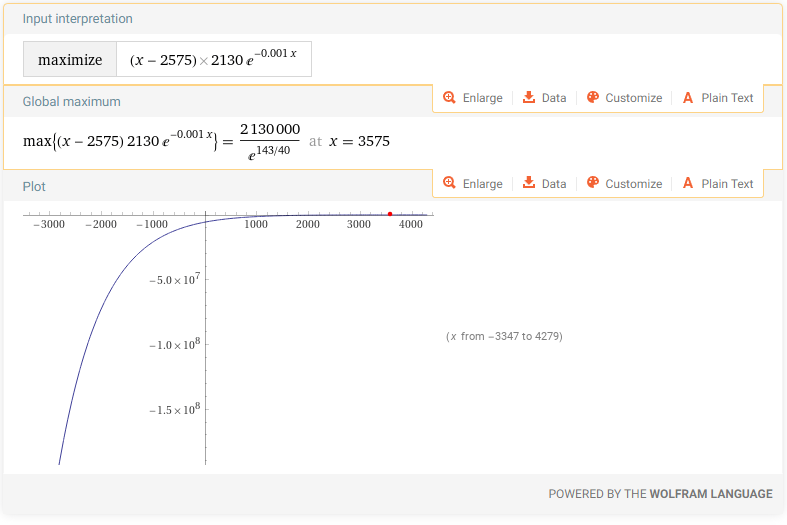 Input interpretation
maximize (x − 2575)×2130 e^(−0.001 x)
Enlarge Data Customize A Plain Text
Global maximum
max{(x − 2575) 2130 e^(−0.001 x)} = 2 130 000 / e^(143/40) at x = 3575
Enlarge Data Customize A Plain Text
Plot
−3000 −2000 −1000 1000 2000 3000 4000
−5.0×10^7
−1.0×10^8
(x from −3347 to 4279)
−1.5×10^8
POWERED BY THE WOLFRAM LANGUAGE